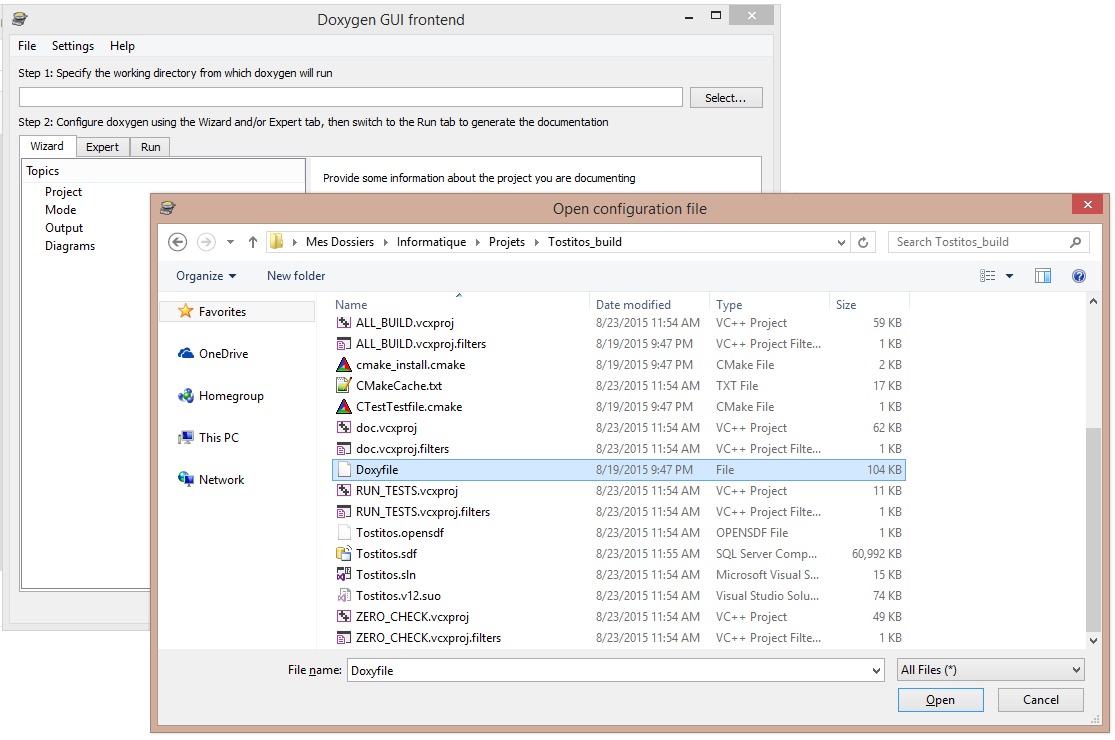 Doxygen GUI frontend
File Settings Help
Step 1: Specify the working directory from which doxygen will run
Select...
Step 2: Configure doxygen using the Wizard and/or Expert tab, then switch to the Run tab to generate the documentation
Wizard Expert Run
Topics
Provide some information about the project you are documenting
Project
Mode
Output
Diagrams
Open configuration file
Mes Dossiers Informatique Projets Tostitos_build
Search Tostitos_build
Organize New folder
Favorites
OneDrive
Homegroup
This PC
Network
Name Date modified Type Size
ALL_BUILD.vcxproj 8/23/2015 11:54 AM VC++ Project 59 KB
ALL_BUILD.vcxproj.filters 8/19/2015 9:47 PM VC++ Project Filte... 1 KB
cmake_install.cmake 8/19/2015 9:47 PM CMake File 2 KB
CMakeCache.txt 8/23/2015 11:54 AM TXT File 17 KB
CTestTestfile.cmake 8/19/2015 9:47 PM CMake File 1 KB
doc.vcxproj 8/23/2015 11:54 AM VC++ Project 62 KB
doc.vcxproj.filters 8/23/2015 11:54 AM VC++ Project Filte... 1 KB
Doxyfile 8/19/2015 9:47 PM File 104 KB
RUN_TESTS.vcxproj 8/23/2015 11:54 AM VC++ Project 11 KB
RUN_TESTS.vcxproj.filters 8/23/2015 11:54 AM VC++ Project Filte... 1 KB
Tostitos.opensdf 8/23/2015 11:54 AM OPENSDF File 1 KB
Tostitos.sdf 8/23/2015 11:55 AM SQL Server Comp... 60,992 KB
Tostitos.sln 8/23/2015 11:54 AM Microsoft Visual S... 15 KB
Tostitos.v12.suo 8/23/2015 11:54 AM Visual Studio Solu... 74 KB
ZERO_CHECK.vcxproj 8/23/2015 11:54 AM VC++ Project 49 KB
ZERO_CHECK.vcxproj.filters 8/23/2015 11:54 AM VC++ Project Filte... 1 KB
File name: Doxyfile All Files (*)
Open Cancel